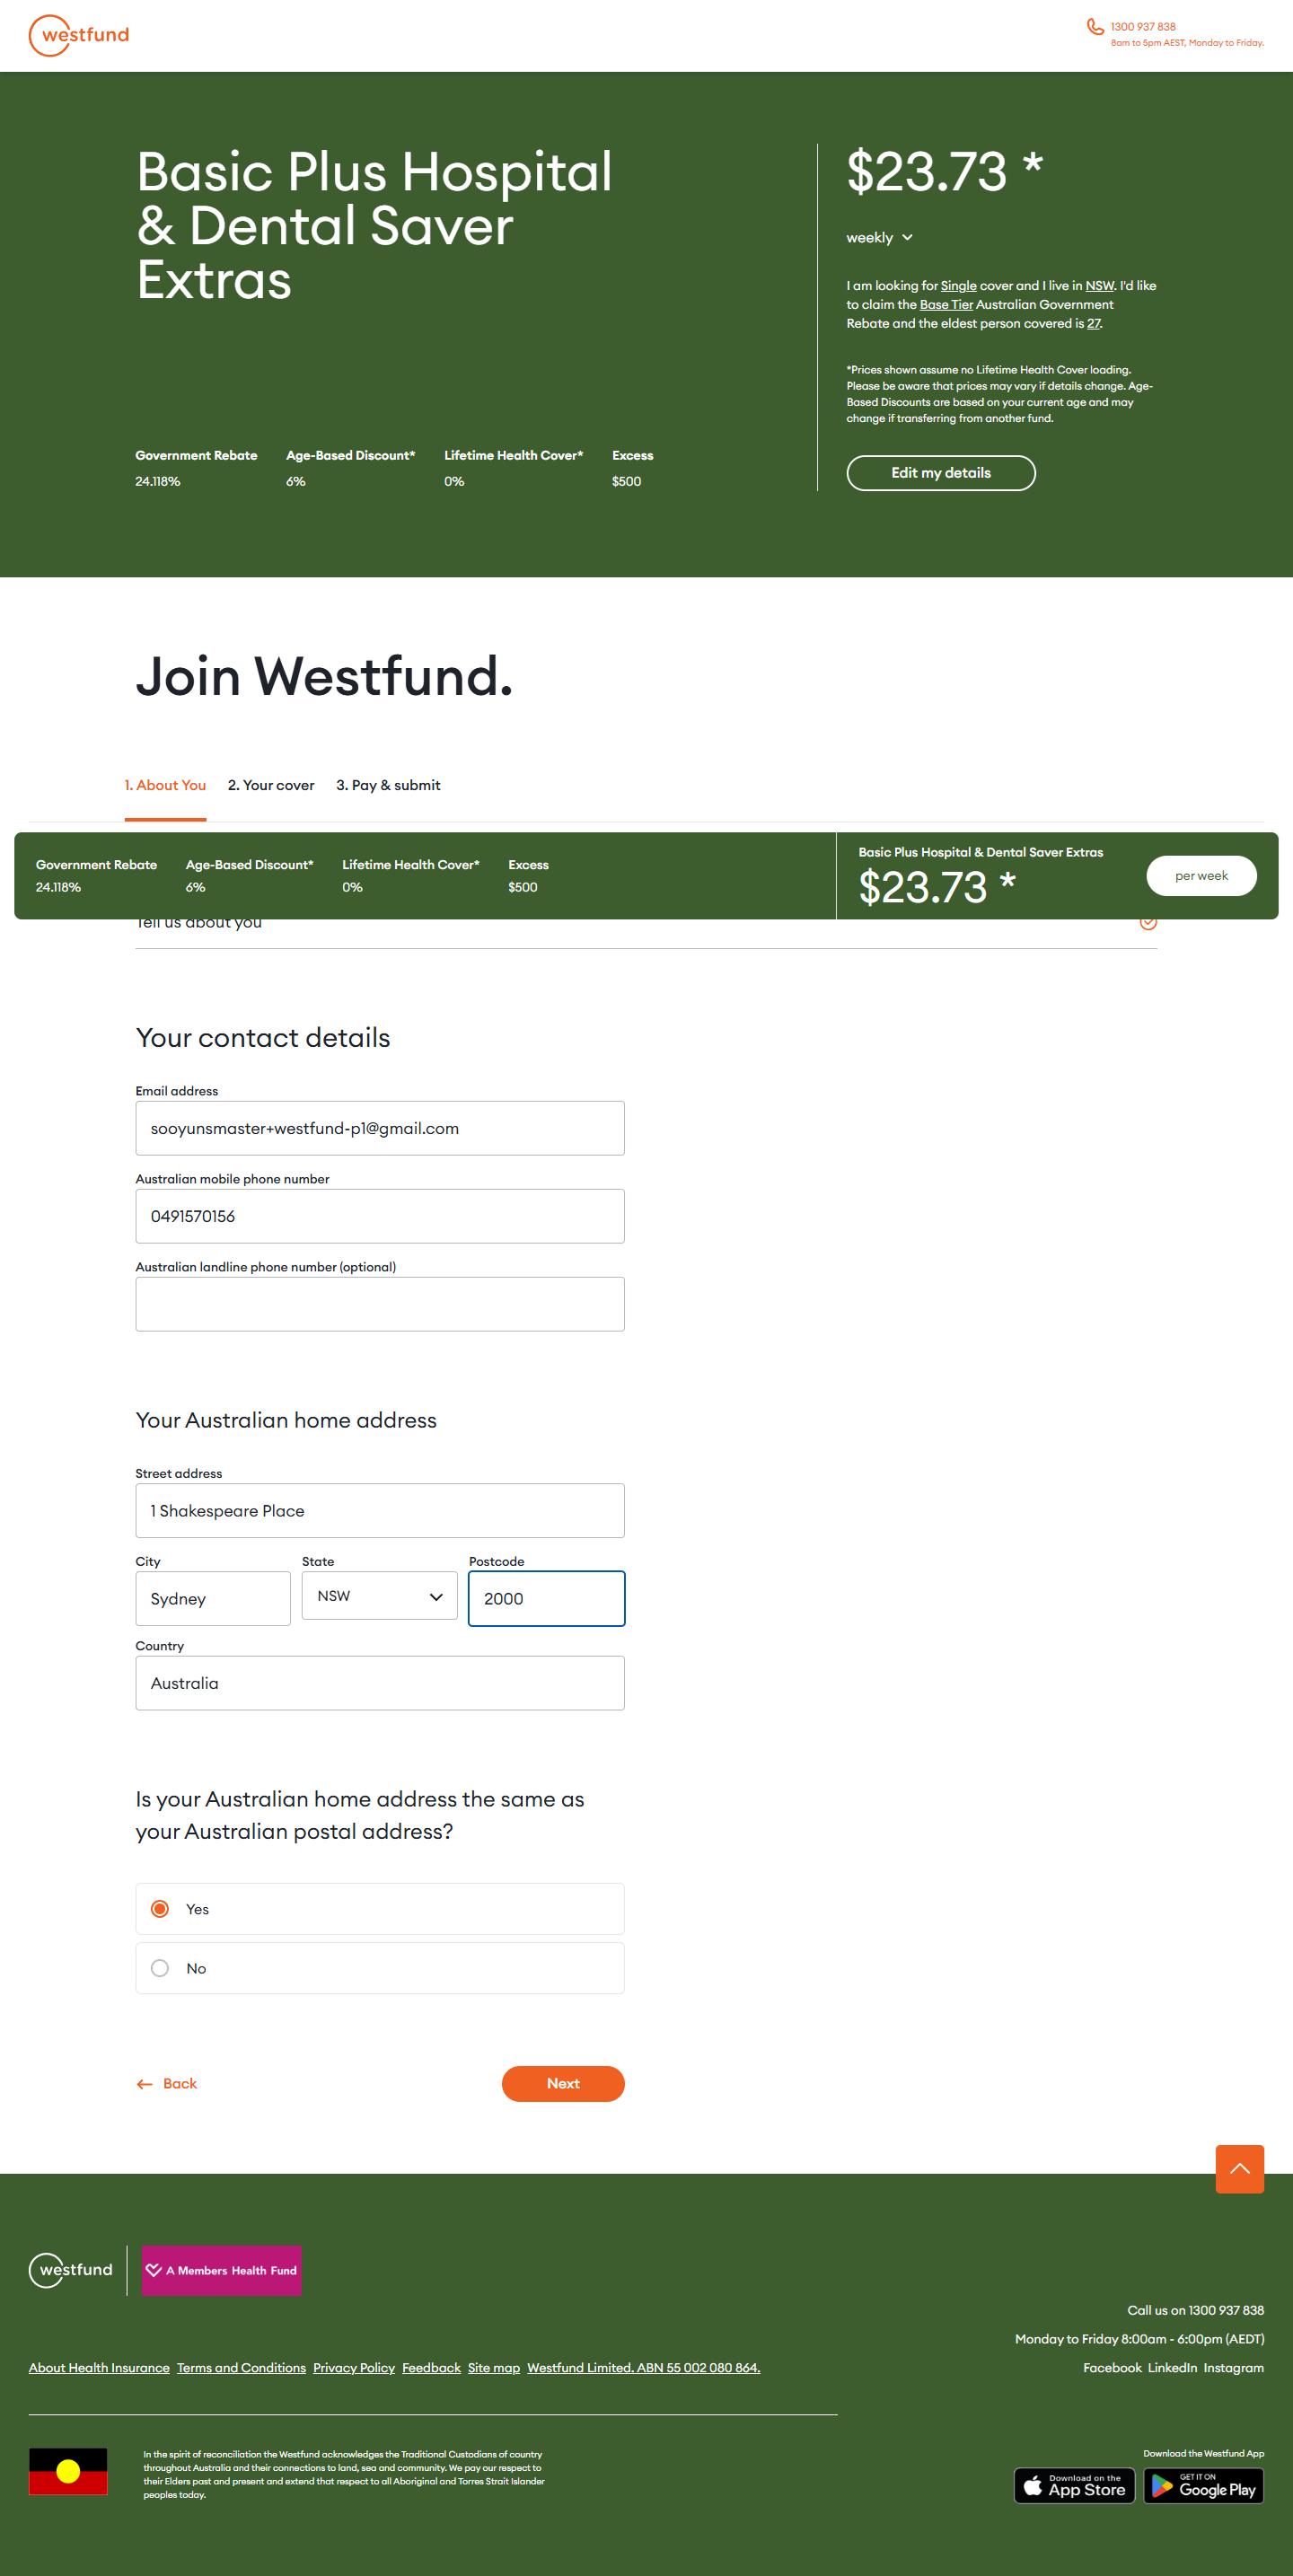 westfund
1300 937 838
8am to 5pm AEST, Monday to Friday.
Basic Plus Hospital
& Dental Saver
Extras
$23.73 *
weekly
I am looking for Single cover and I live in NSW. I'd like
to claim the Base Tier Australian Government
Rebate and the eldest person covered is 27.
*Prices shown assume no Lifetime Health Cover loading.
Please be aware that prices may vary if details change. Age-
Based Discounts are based on your current age and may
change if transferring from another fund.
Government Rebate Age-Based Discount* Lifetime Health Cover* Excess
24.118% 6% 0% $500
Edit my details
Join Westfund.
1. About You 2. Your cover 3. Pay & submit
Government Rebate Age-Based Discount* Lifetime Health Cover* Excess
24.118% 6% 0% $500
Basic Plus Hospital & Dental Saver Extras
$23.73 *
per week
Tell us about you
Your contact details
Email address
sooyunsmaster+westfund-p1@gmail.com
Australian mobile phone number
0491570156
Australian landline phone number (optional)
Your Australian home address
Street address
1 Shakespeare Place
City State Postcode
Sydney NSW 2000
Country
Australia
Is your Australian home address the same as
your Australian postal address?
Yes
No
Back Next
westfund A Members Health Fund
Call us on 1300 937 838
Monday to Friday 8:00am - 6:00pm (AEDT)
About Health Insurance Terms and Conditions Privacy Policy Feedback Site map Westfund Limited. ABN 55 002 080 864.
Facebook LinkedIn Instagram
In the spirit of reconciliation the Westfund acknowledges the Traditional Custodians of country
throughout Australia and their connections to land, sea and community. We pay our respect to
their Elders past and present and extend that respect to all Aboriginal and Torres Strait Islander
peoples today.
Download the Westfund App
Download on the App Store
GET IT ON Google Play